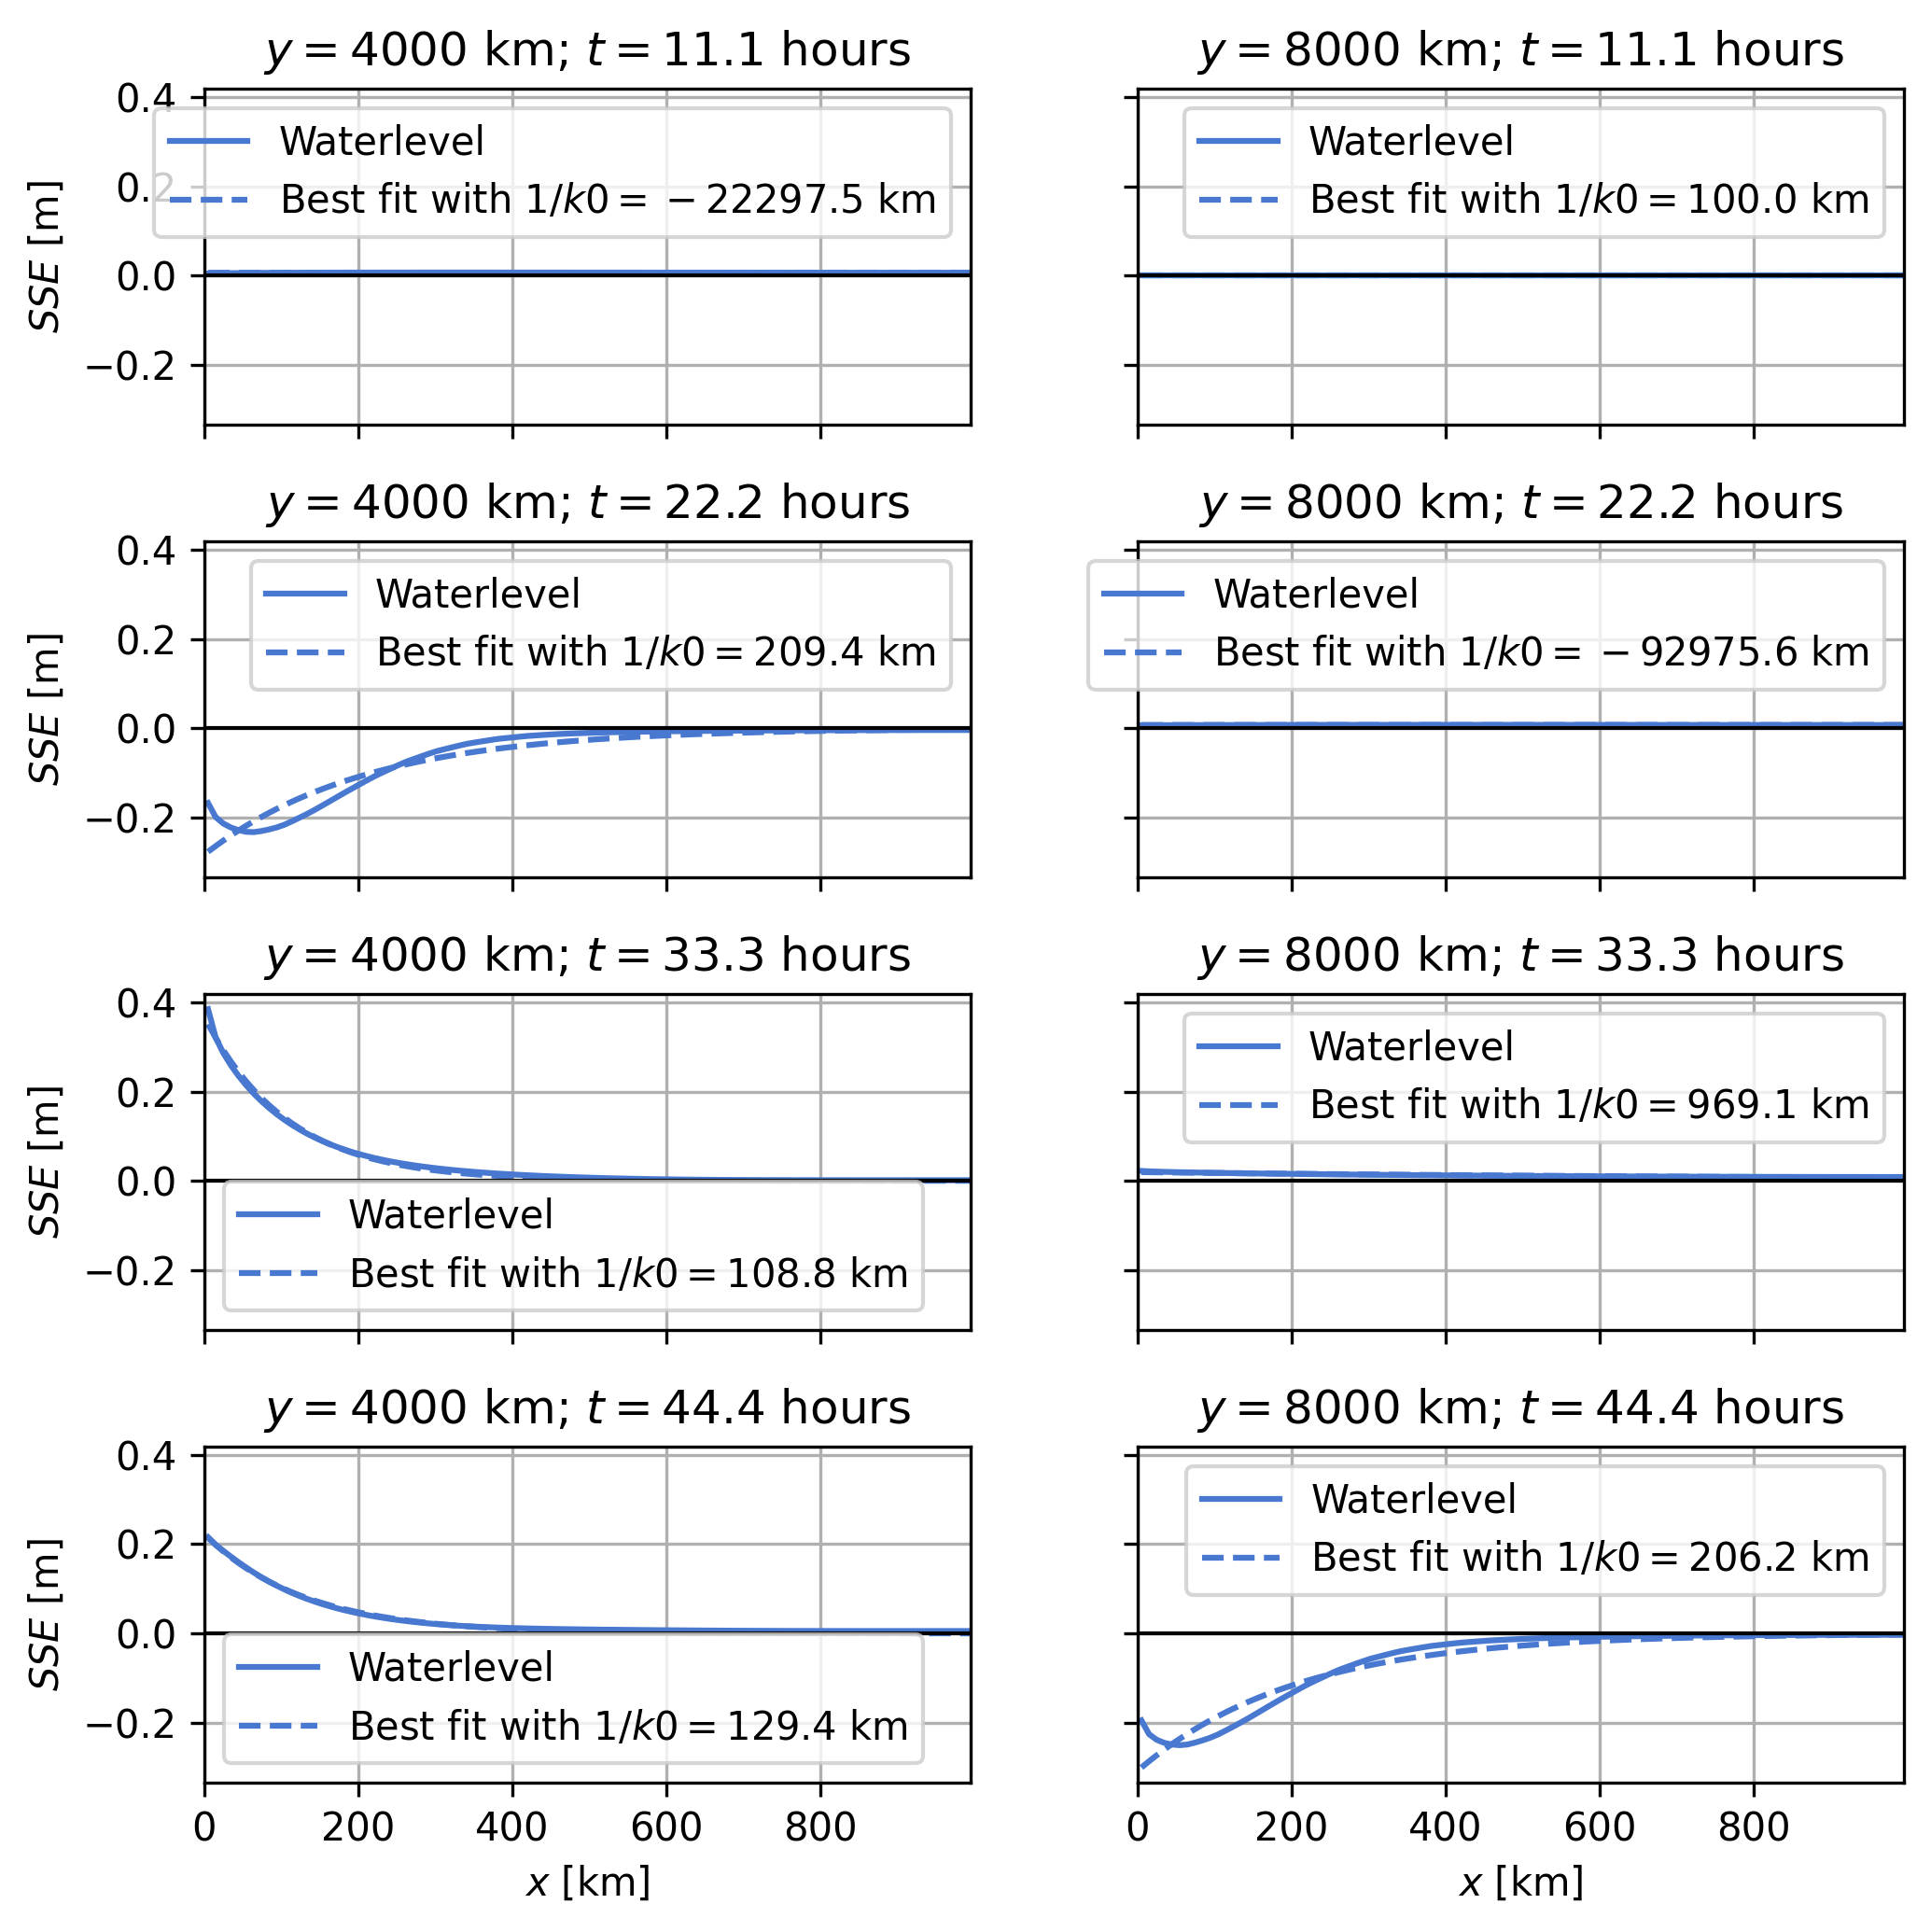 y = 4000 km; t = 11.1 hours
0.4
0.2
0.0
−0.2
SSE [m]
Waterlevel
Best fit with 1/k0 = −22297.5 km
y = 8000 km; t = 11.1 hours
Waterlevel
Best fit with 1/k0 = 100.0 km
y = 4000 km; t = 22.2 hours
0.4
0.2
0.0
−0.2
SSE [m]
Waterlevel
Best fit with 1/k0 = 209.4 km
y = 8000 km; t = 22.2 hours
Waterlevel
Best fit with 1/k0 = −92975.6 km
y = 4000 km; t = 33.3 hours
0.4
0.2
0.0
−0.2
SSE [m]
Waterlevel
Best fit with 1/k0 = 108.8 km
y = 8000 km; t = 33.3 hours
Waterlevel
Best fit with 1/k0 = 969.1 km
y = 4000 km; t = 44.4 hours
0.4
0.2
0.0
−0.2
SSE [m]
Waterlevel
Best fit with 1/k0 = 129.4 km
0 200 400 600 800
x [km]
y = 8000 km; t = 44.4 hours
Waterlevel
Best fit with 1/k0 = 206.2 km
0 200 400 600 800
x [km]